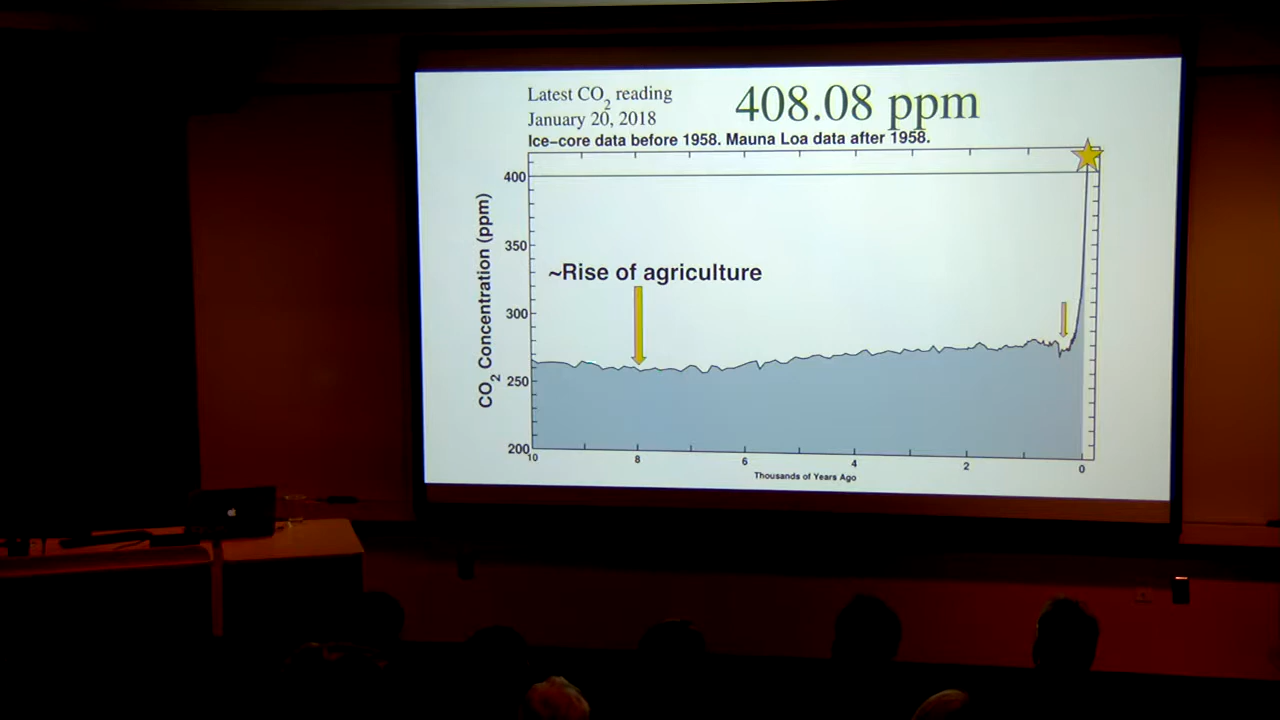 Latest CO2 reading
January 20, 2018
408.08 ppm
Ice-core data before 1958. Mauna Loa data after 1958.
CO2 Concentration (ppm)
400
350
300
250
200
~Rise of agriculture
10 8 6 4 2 0
Thousands of Years Ago